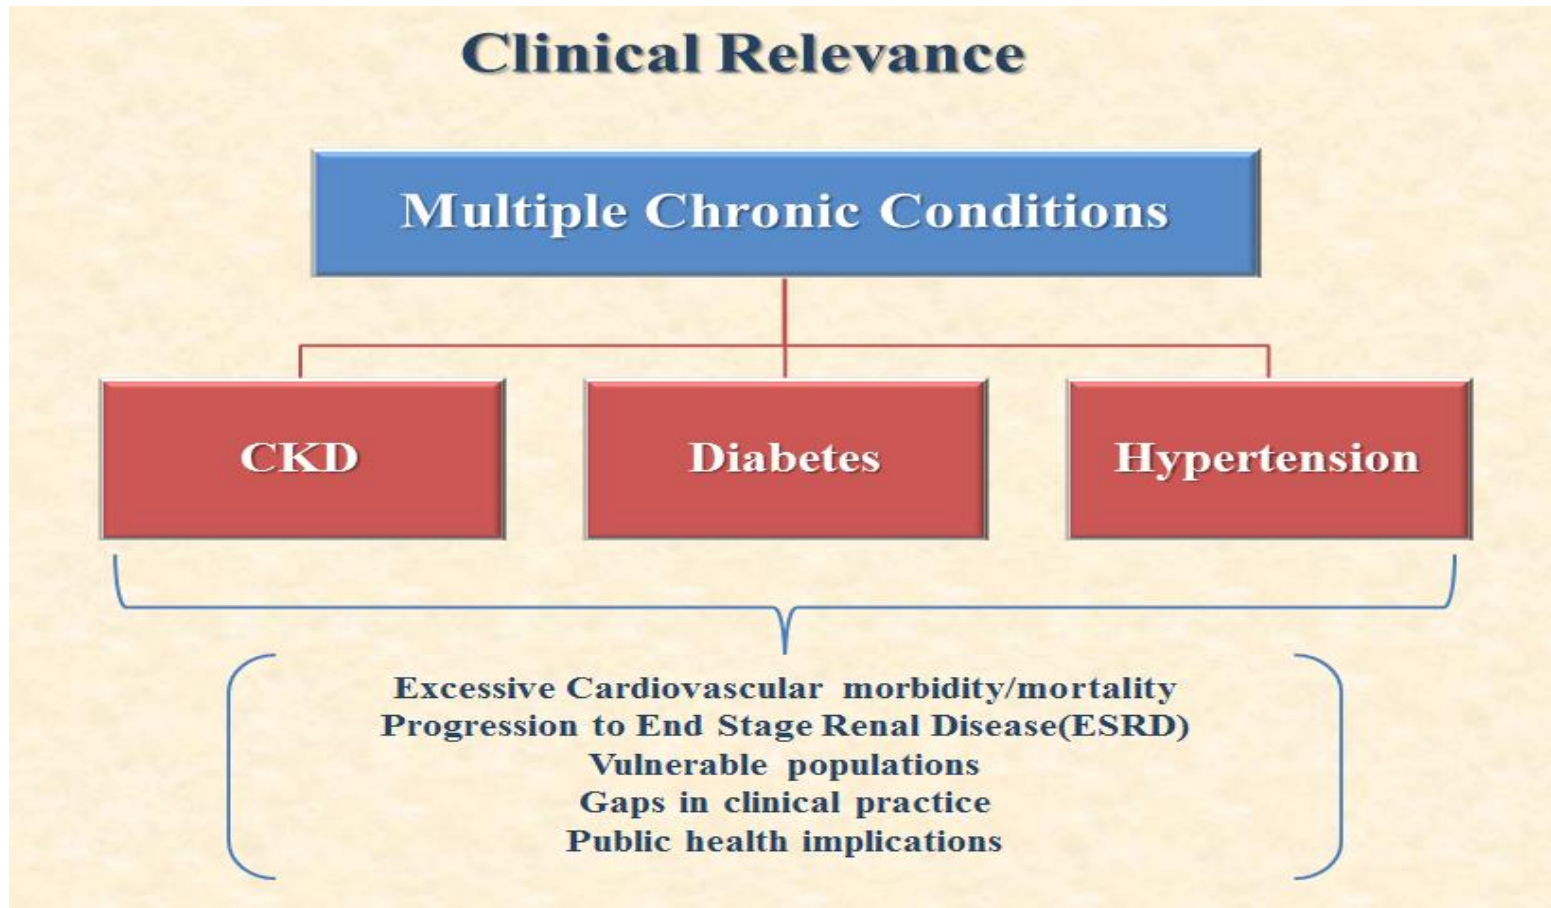 Clinical Relevance
Multiple Chronic Conditions
CKD
Diabetes
Hypertension
Excessive Cardiovascular morbidity/mortality
Progression to End Stage Renal Disease(ESRD)
Vulnerable populations
Gaps in clinical practice
Public health implications